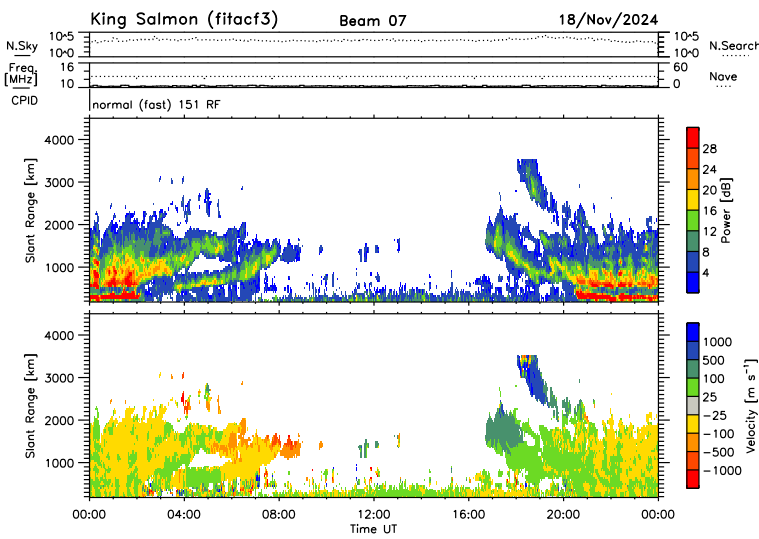 King Salmon (fitacf3) Beam 07 18/Nov/2024
N.Sky 10^5 10^0 10^5 10^0 N.Search
Freq [MHz] 16 10 60 0 Nave
CPID normal (fast) 151 RF
Slant Range [km] 4000 3000 2000 1000
Power [dB] 28 24 20 16 12 8 4
Slant Range [km] 4000 3000 2000 1000
Velocity [m s⁻¹] 1000 500 100 25 −25 −100 −500 −1000
00:00 04:00 08:00 12:00 16:00 20:00 00:00
Time UT